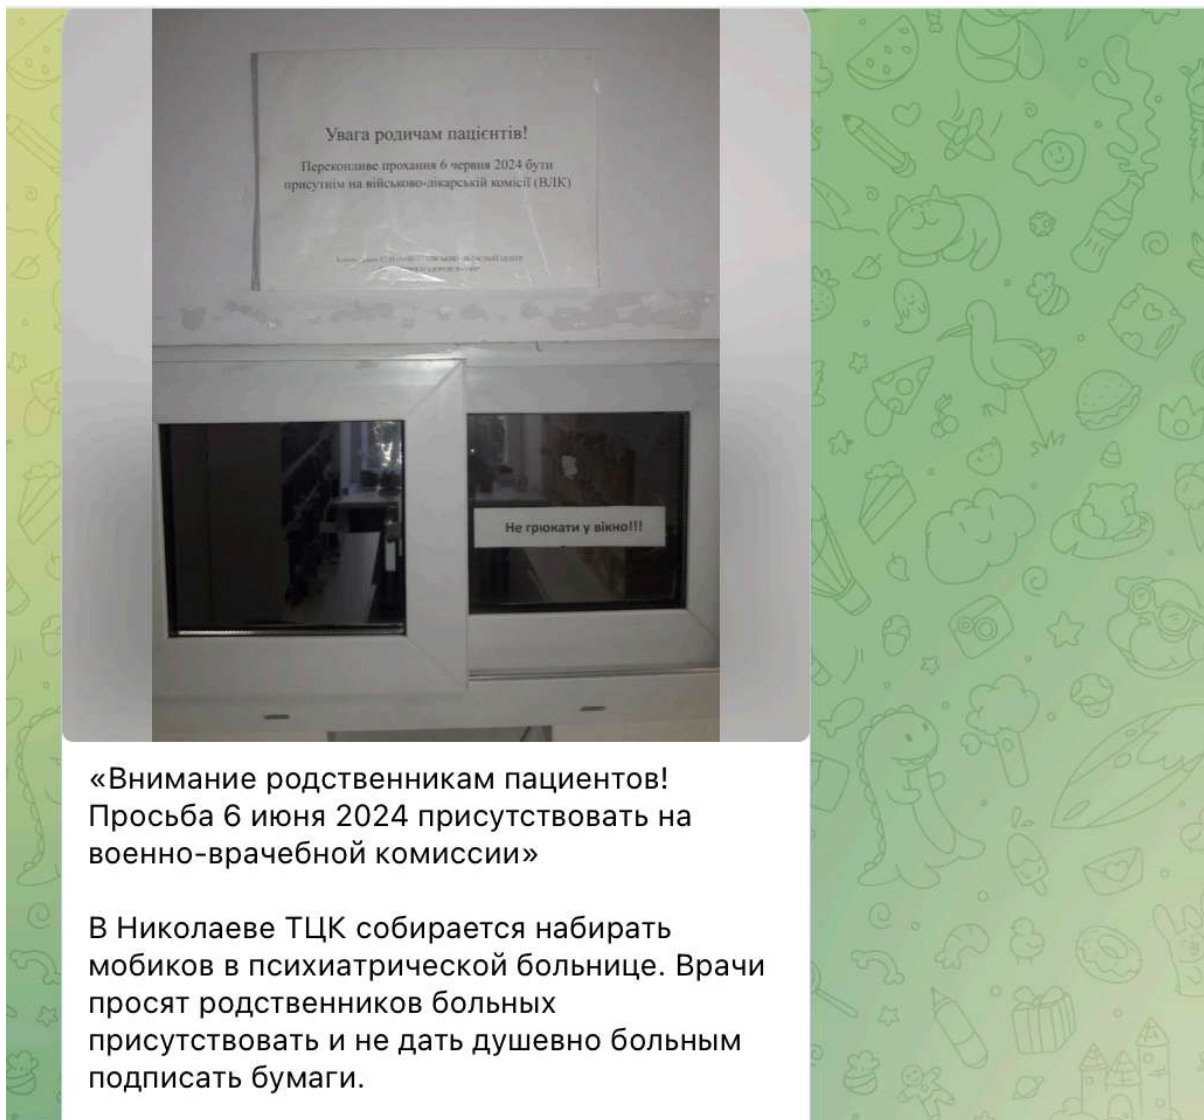 Увага родичам пацієнтів!
Переконливе прохання 6 червня 2024 бути
присутнім на військово-лікарській комісії (ВЛК)
ЦЕНТР
Не грюкати у вікно!!!
«Внимание родственникам пациентов!
Просьба 6 июня 2024 присутствовать на
военно-врачебной комиссии»
В Николаеве ТЦК собирается набирать
мобиков в психиатрической больнице. Врачи
просят родственников больных
присутствовать и не дать душевно больным
подписать бумаги.